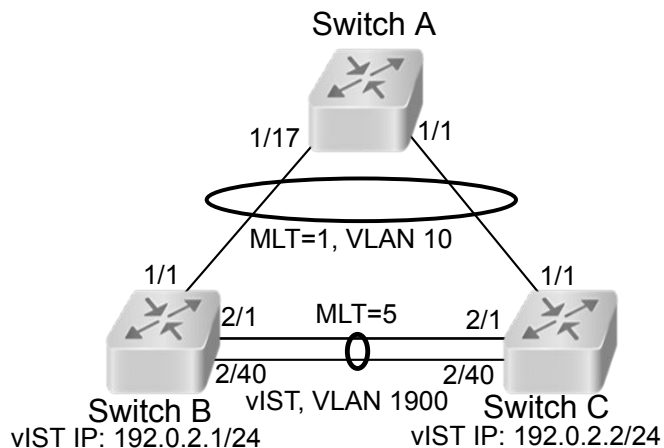 Switch A
1/17
1/1
MLT=1, VLAN 10
1/1
1/1
2/1
MLT=5
2/1
2/40
2/40
vIST, VLAN 1900
Switch B
Switch C
vIST IP: 192.0.2.1/24
vIST IP: 192.0.2.2/24